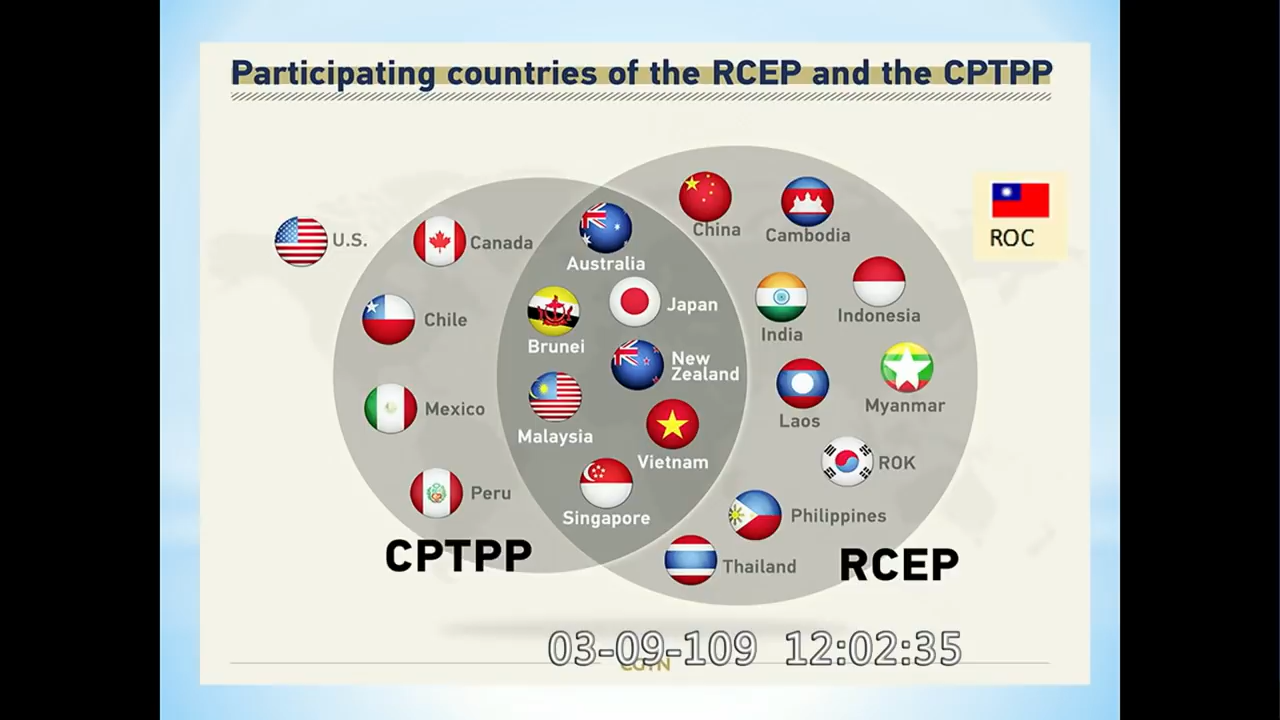 Participating countries of the RCEP and the CPTPP
U.S.
Canada
Chile
Mexico
Peru
CPTPP
Australia
Japan
Brunei
New
Zealand
Malaysia
Vietnam
Singapore
China
Cambodia
India
Indonesia
Laos
Myanmar
ROK
Philippines
Thailand
RCEP
ROC
03-09-109 12:02:35
CGTN